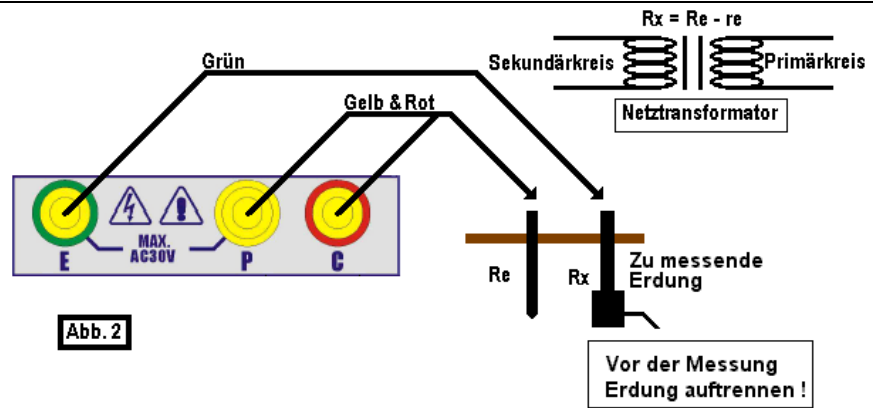 Rx = Re - re
Grün
Sekundärkreis
Primärkreis
Gelb & Rot
Netztransformator
MAX.
AC30V
E
P
C
Re
Rx
Zu messende
Erdung
Abb. 2
Vor der Messung
Erdung auftrennen !